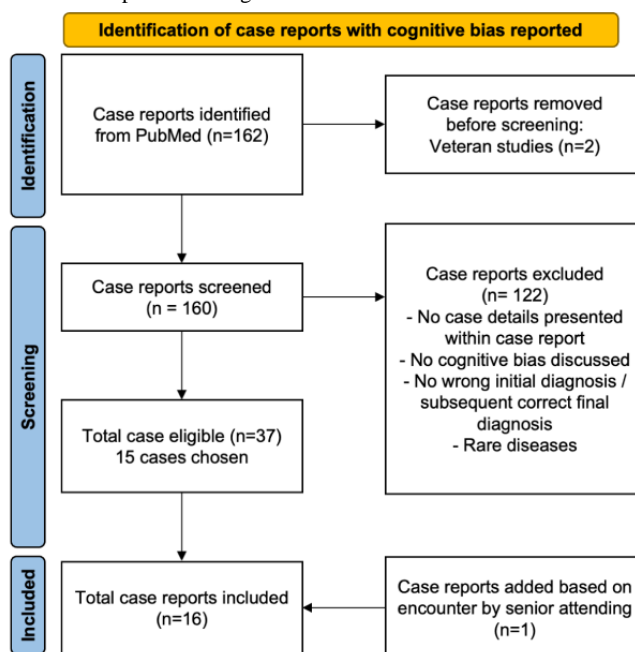 Identification of case reports with cognitive bias reported
Identification
Case reports identified
from PubMed (n=162)
Case reports removed
before screening:
Veteran studies (n=2)
Screening
Case reports screened
(n = 160)
Case reports excluded
(n= 122)
- No case details presented
within case report
- No cognitive bias discussed
- No wrong initial diagnosis /
subsequent correct final
diagnosis
- Rare diseases
Total case eligible (n=37)
15 cases chosen
Included
Total case reports included
(n=16)
Case reports added based on
encounter by senior attending
(n=1)